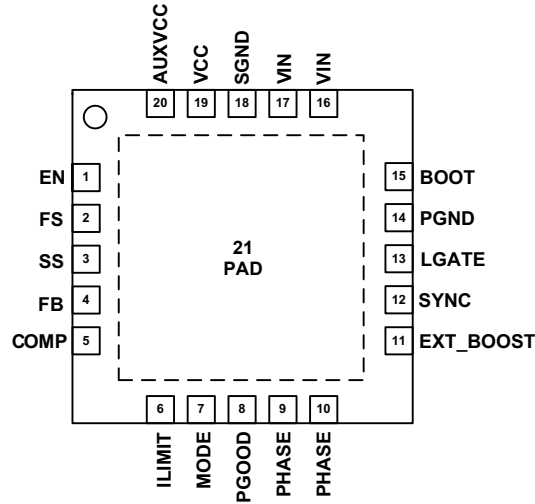 AUXVCC
VCC
SGND
VIN
VIN
20
19
18
17
16
EN
1
FS
2
SS
3
FB
4
COMP
5
21
PAD
15
BOOT
14
PGND
13
LGATE
12
SYNC
11
EXT_BOOST
6
7
8
9
10
ILIMIT
MODE
PGOOD
PHASE
PHASE